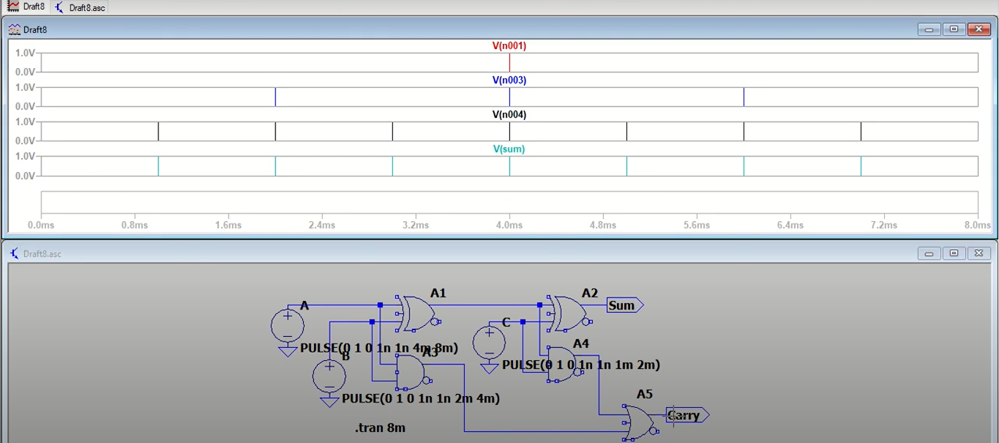 Draft8 Draft8.asc
Draft8
V(n001)
1.0V
0.0V
V(n003)
1.0V
0.0V
V(n004)
1.0V
0.0V
V(sum)
1.0V
0.0V
0.0ms 0.8ms 1.6ms 2.4ms 3.2ms 4.0ms 4.8ms 5.6ms 6.4ms 7.2ms 8.0ms
Draft8.asc
A1 A2
A Sum
C
PULSE(0 1 0 1n 1n 4m 8m) A4
B A3
PULSE(0 1 0 1n 1n 1m 2m)
PULSE(0 1 0 1n 1n 2m 4m) A5
Carry
.tran 8m